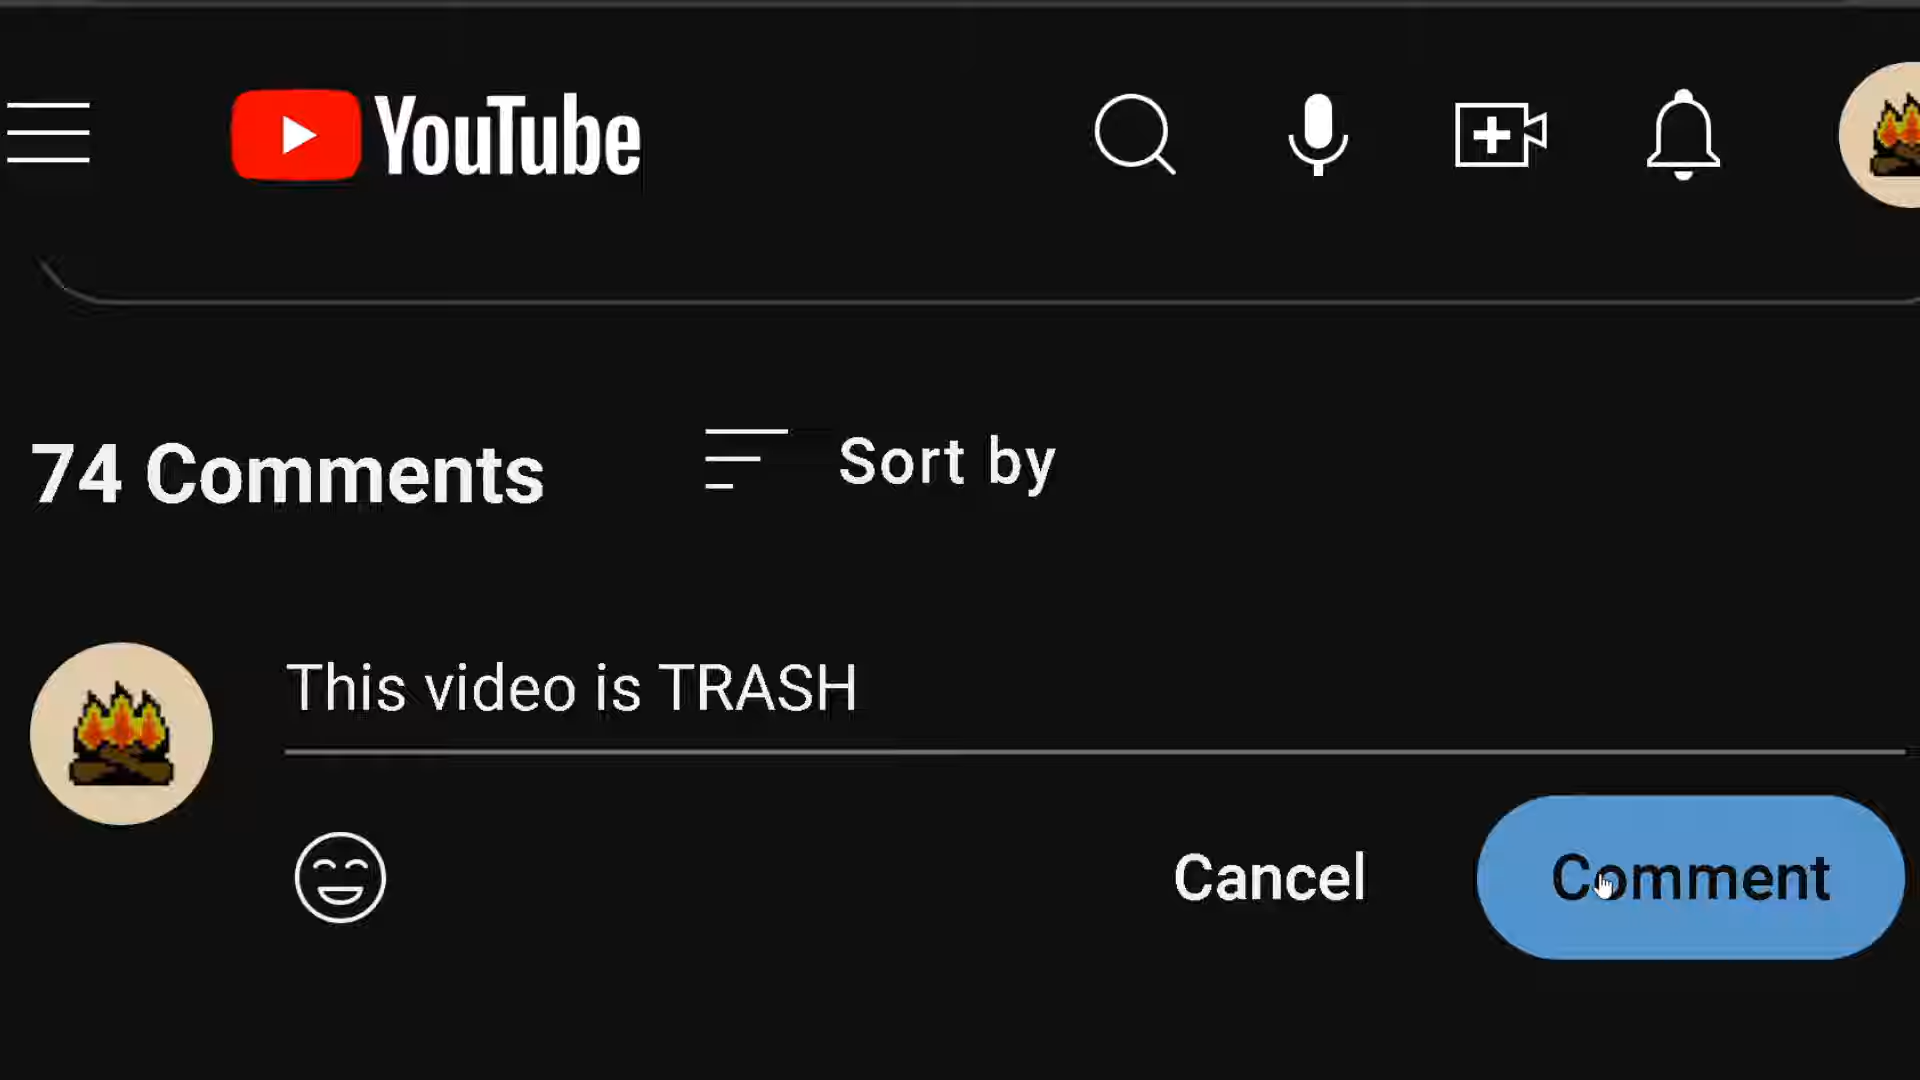 YouTube
74 Comments
Sort by
This video is TRASH
Cancel
Comment